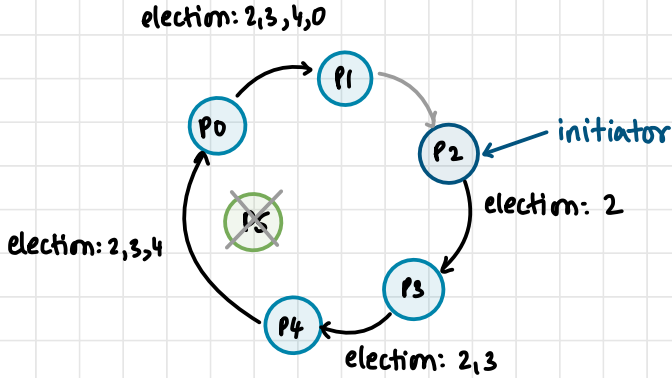 election: 2,3,4,0
P1
P0
P2
initiator
election: 2
P5
election: 2,3,4
P3
P4
election: 2,3